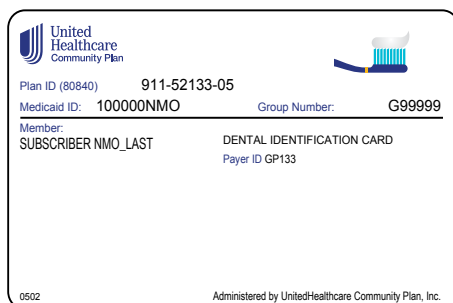 United
Healthcare
Community Plan
Plan ID (80840) 911-52133-05
Medicaid ID: 100000NMO Group Number: G99999
Member:
SUBSCRIBER NMO_LAST
DENTAL IDENTIFICATION CARD
Payer ID GP133
0502 Administered by UnitedHealthcare Community Plan, Inc.